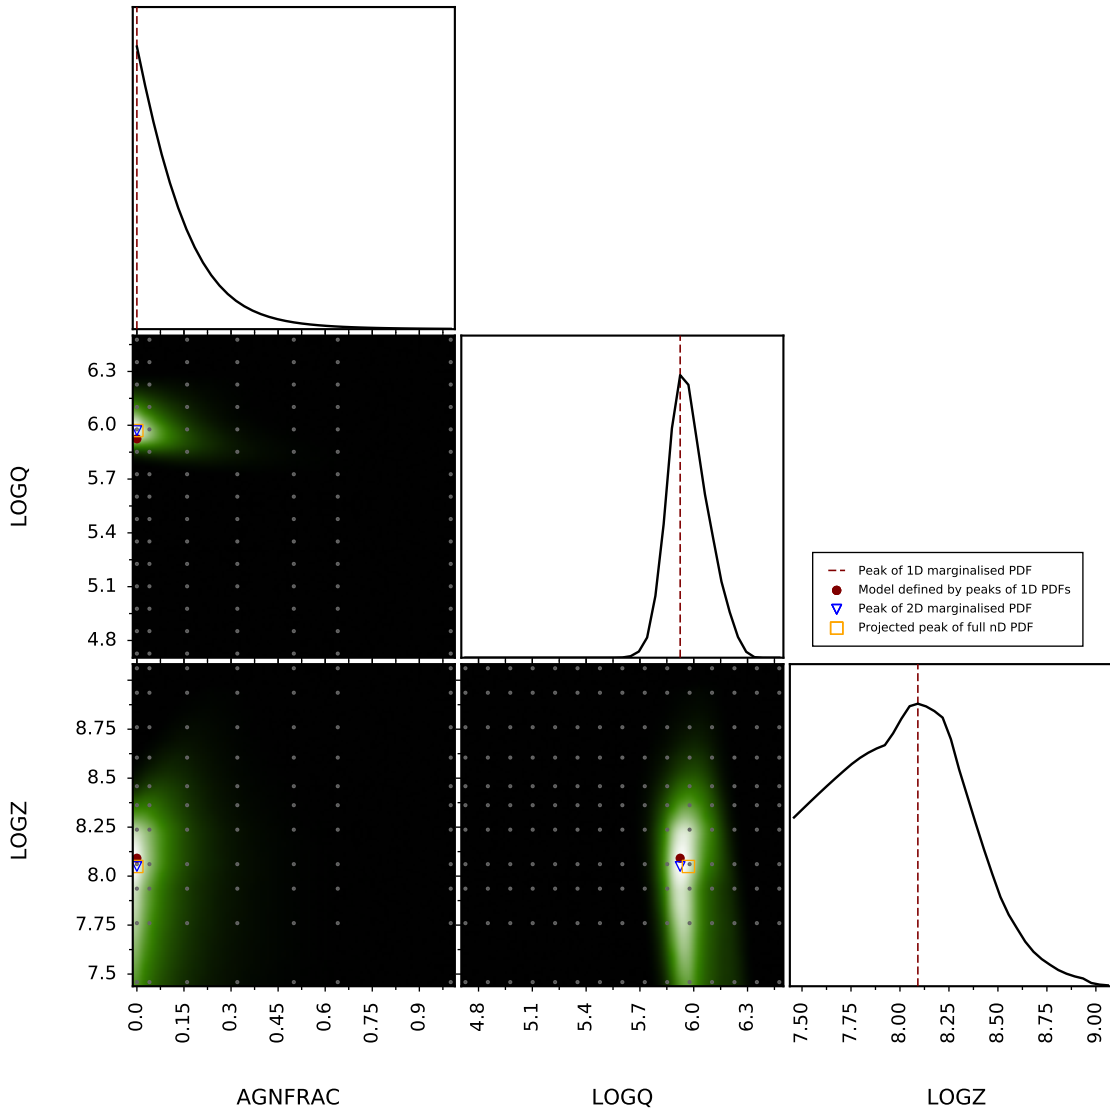 6.3
6.0
5.7
5.4
5.1
4.8
LOGQ
Peak of 1D marginalised PDF
Model defined by peaks of 1D PDFs
Peak of 2D marginalised PDF
Projected peak of full nD PDF
8.75
8.5
8.25
8.0
7.75
7.5
LOGZ
0.0 0.15 0.3 0.45 0.6 0.75 0.9
4.8 5.1 5.4 5.7 6.0 6.3
7.50 7.75 8.00 8.25 8.50 8.75 9.00
AGNFRAC
LOGQ
LOGZ